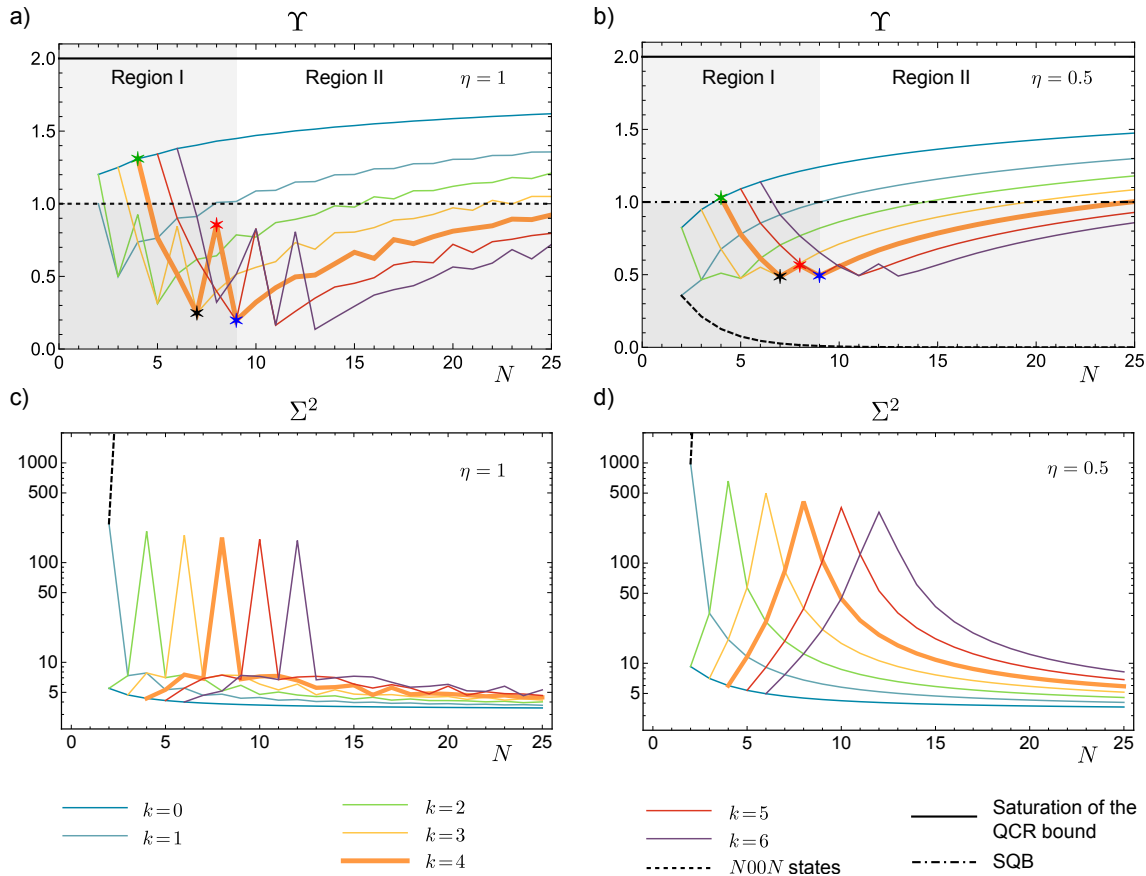 a)
ϒ
2.0
1.5
1.0
0.5
0.0
Region I
Region II
η = 1
0
5
10
15
20
25
N
b)
ϒ
2.0
1.5
1.0
0.5
0.0
Region I
Region II
η = 0.5
0
5
10
15
20
25
N
c)
Σ²
1000
500
100
50
10
5
η = 1
0
5
10
15
20
25
N
d)
Σ²
1000
500
100
50
10
5
η = 0.5
0
5
10
15
20
25
N
k=0
k=1
k=2
k=3
k=4
k=5
k=6
N00N states
Saturation of the
QCR bound
SQB